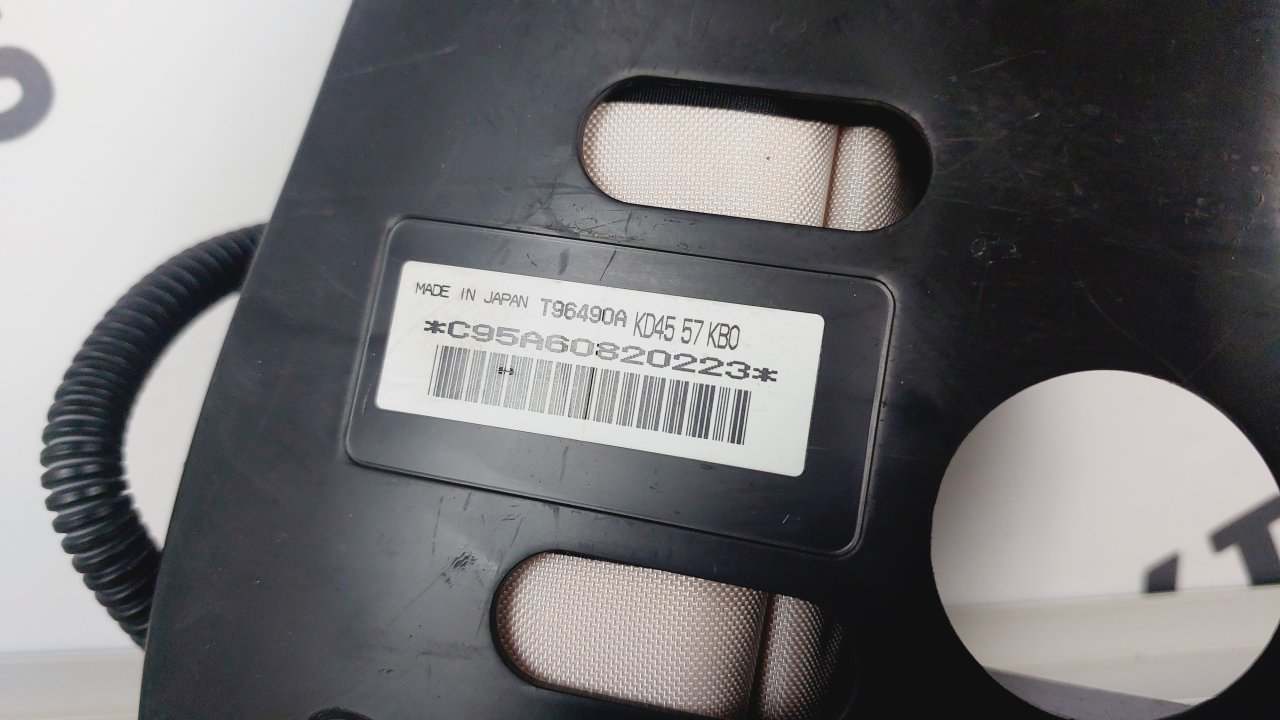 MADE IN JAPAN T96490A KD45 57 KB0
*C95A60820223*